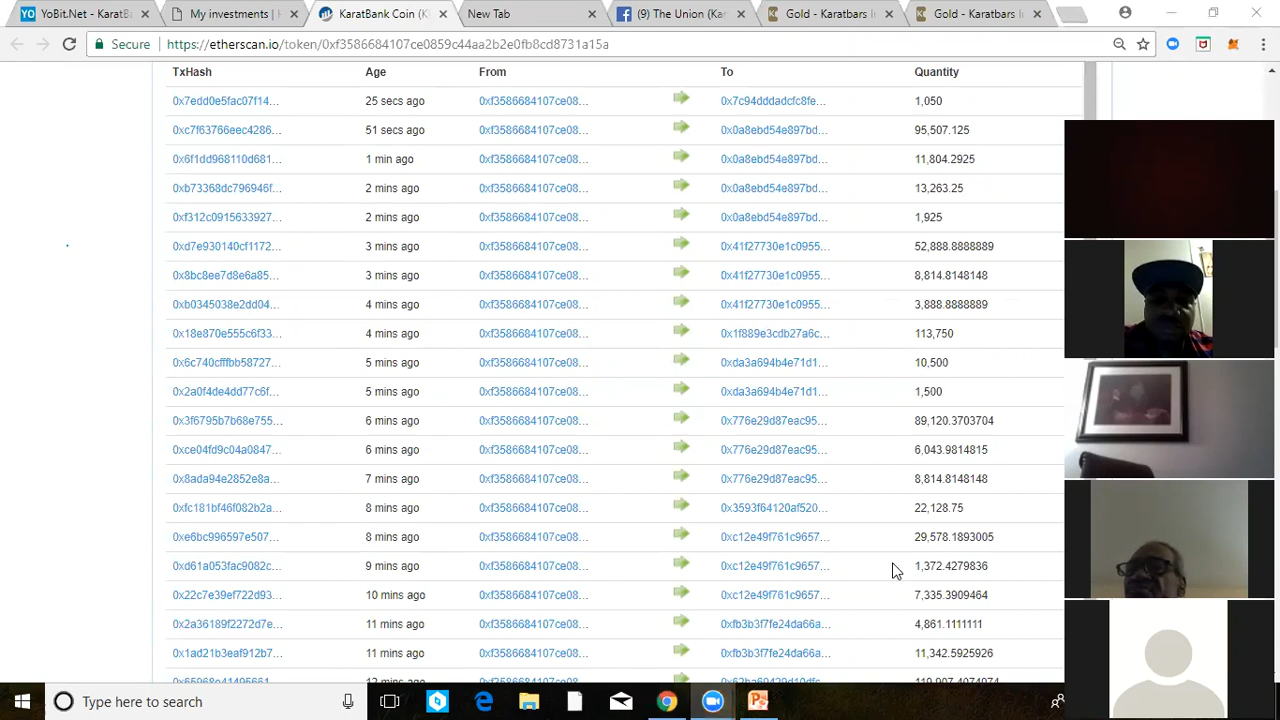 YoBit.Net - KaratBa
My investments |
KaratBank Coin (K
New Tab
(9) The Union (Kar
Gold - Karatbars In
Gold - Karatbars In
Secure https://etherscan.io/token/0xf3586684107ce0859c44aa2b2e0fb8cd8731a15a
TxHash Age From To Quantity
0x7edd0e5fac07f14... 25 secs ago 0xf3586684107ce08... 0x7c94dddadcfc8fe... 1,050
0xc7f63766eec4286... 51 secs ago 0xf3586684107ce08... 0x0a8ebd54e897bd... 95,507.125
0x6f1dd968110d681... 1 min ago 0xf3586684107ce08... 0x0a8ebd54e897bd... 11,804.2925
0xb73368dc796946f... 2 mins ago 0xf3586684107ce08... 0x0a8ebd54e897bd... 13,263.25
0xf312c0915633927... 2 mins ago 0xf3586684107ce08... 0x0a8ebd54e897bd... 1,925
0xd7e930140cf1172... 3 mins ago 0xf3586684107ce08... 0x41f27730e1c0955... 52,888.8888889
0x8bc8ee7d8e6a85... 3 mins ago 0xf3586684107ce08... 0x41f27730e1c0955... 8,814.8148148
0xb0345038e2dd04... 4 mins ago 0xf3586684107ce08... 0x41f27730e1c0955... 3,888.8888889
0x18e870e555c6f33... 4 mins ago 0xf3586684107ce08... 0x1f889e3cdb27a6c... 113,750
0x6c740cfffbb58727... 5 mins ago 0xf3586684107ce08... 0xda3a694b4e71d1... 10,500
0x2a0f4de4dd77c6f... 5 mins ago 0xf3586684107ce08... 0xda3a694b4e71d1... 1,500
0x3f6795b7b68e755... 6 mins ago 0xf3586684107ce08... 0x776e29d87eac95... 89,120.3703704
0xce04fd9c04a0847... 6 mins ago 0xf3586684107ce08... 0x776e29d87eac95... 6,043.9814815
0x8ada94e2852e8a... 7 mins ago 0xf3586684107ce08... 0x776e29d87eac95... 8,814.8148148
0xfc181bf46f082b2a... 8 mins ago 0xf3586684107ce08... 0x3593f64120af520... 22,128.75
0xe6bc996597e507... 8 mins ago 0xf3586684107ce08... 0xc12e49f761c9657... 29,578.1893005
0xd61a053fac9082c... 9 mins ago 0xf3586684107ce08... 0xc12e49f761c9657... 1,372.4279836
0x22c7e39ef722d93... 10 mins ago 0xf3586684107ce08... 0xc12e49f761c9657... 7,335.3909464
0x2a36189f2272d7e... 11 mins ago 0xf3586684107ce08... 0xfb3b3f7fe24da66a... 4,861.1111111
0x1ad21b3eaf912b7... 11 mins ago 0xf3586684107ce08... 0xfb3b3f7fe24da66a... 11,342.5925926
Type here to search